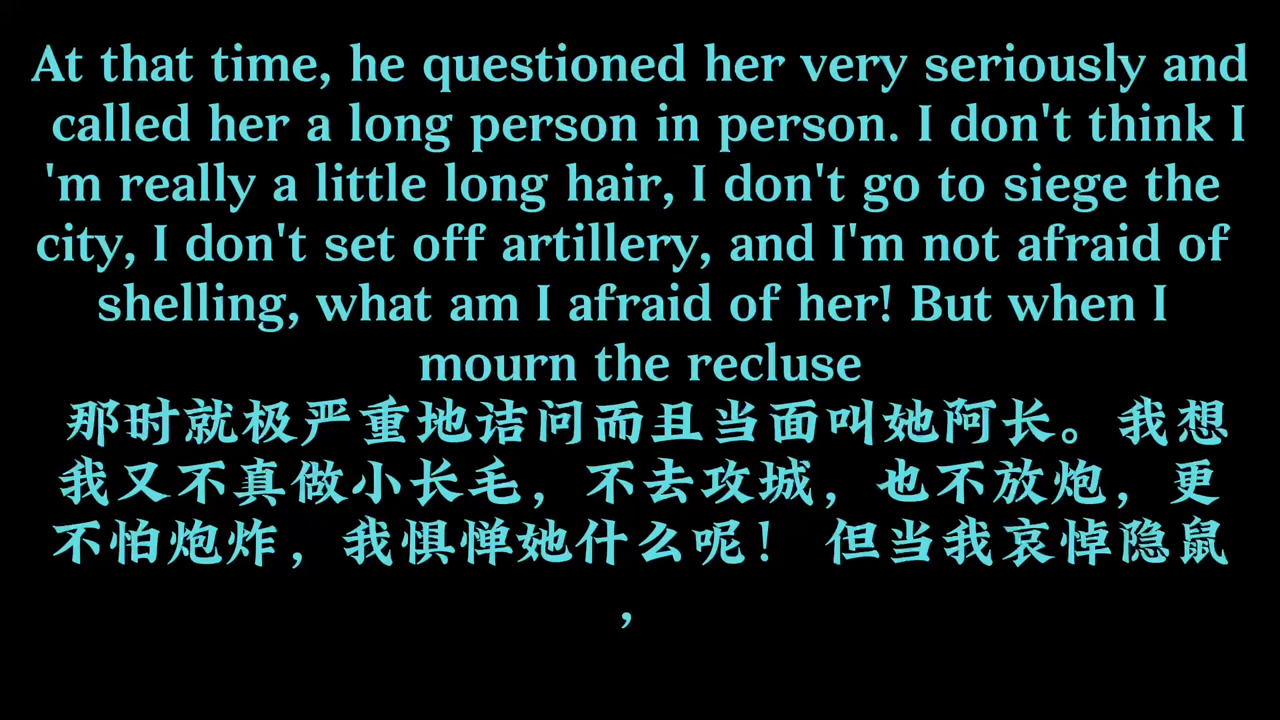 At that time, he questioned her very seriously and
called her a long person in person. I don't think I
'm really a little long hair, I don't go to siege the
city, I don't set off artillery, and I'm not afraid of
shelling, what am I afraid of her! But when I
mourn the recluse
那时就极严重地诘问而且当面叫她阿长。我想
我又不真做小长毛，不去攻城，也不放炮，更
不怕炮炸，我惧惮她什么呢！ 但当我哀悼隐鼠
，